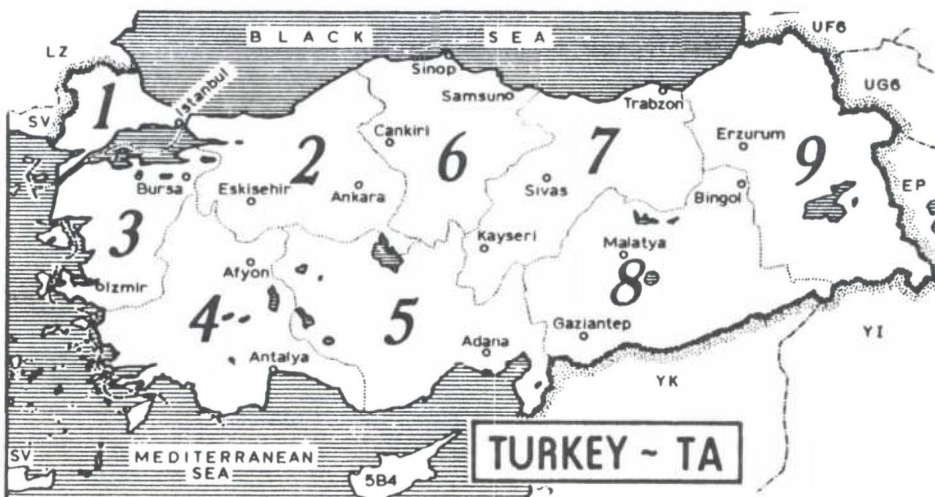 BLACK SEA
UF6
LZ
Sinop
UG6
Istanbul
Samsun
Trabzon
1
SV
Cankiri
Erzurum
2
6
7
9
Bursa
Eskisehir
Ankara
Sivas
Bingol
EP
3
Kayseri
Malatya
Izmir
Afyon
8
4
5
Gaziantep
YI
Antalya
Adana
YK
SV
MEDITERRANEAN
SEA
5B4
TURKEY ~ TA